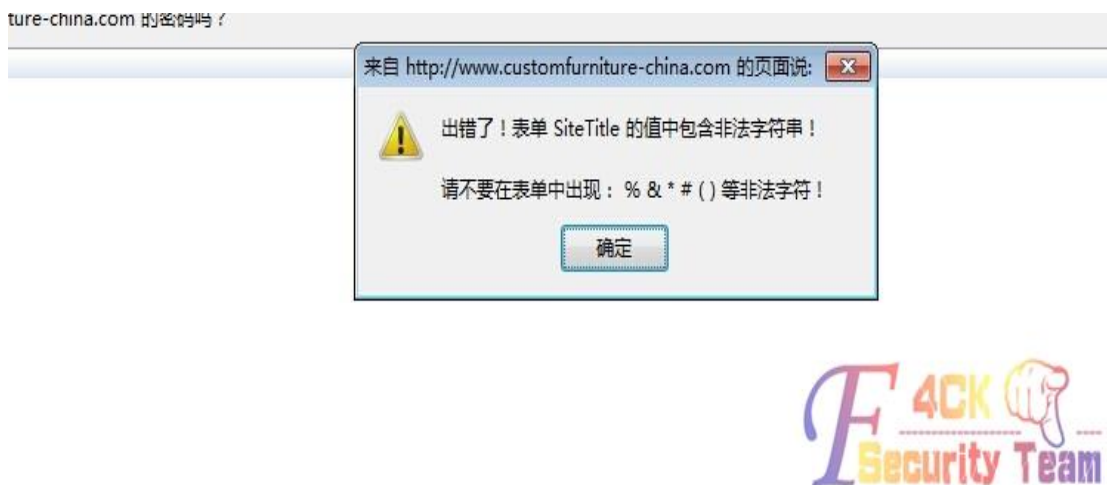 ture-china.com 的密码吗？
来自 http://www.customfurniture-china.com 的页面说:
出错了！表单 SiteTitle 的值中包含非法字符串！
请不要在表单中出现： % & * # ( ) 等非法字符！
确定
F4CK
Security Team